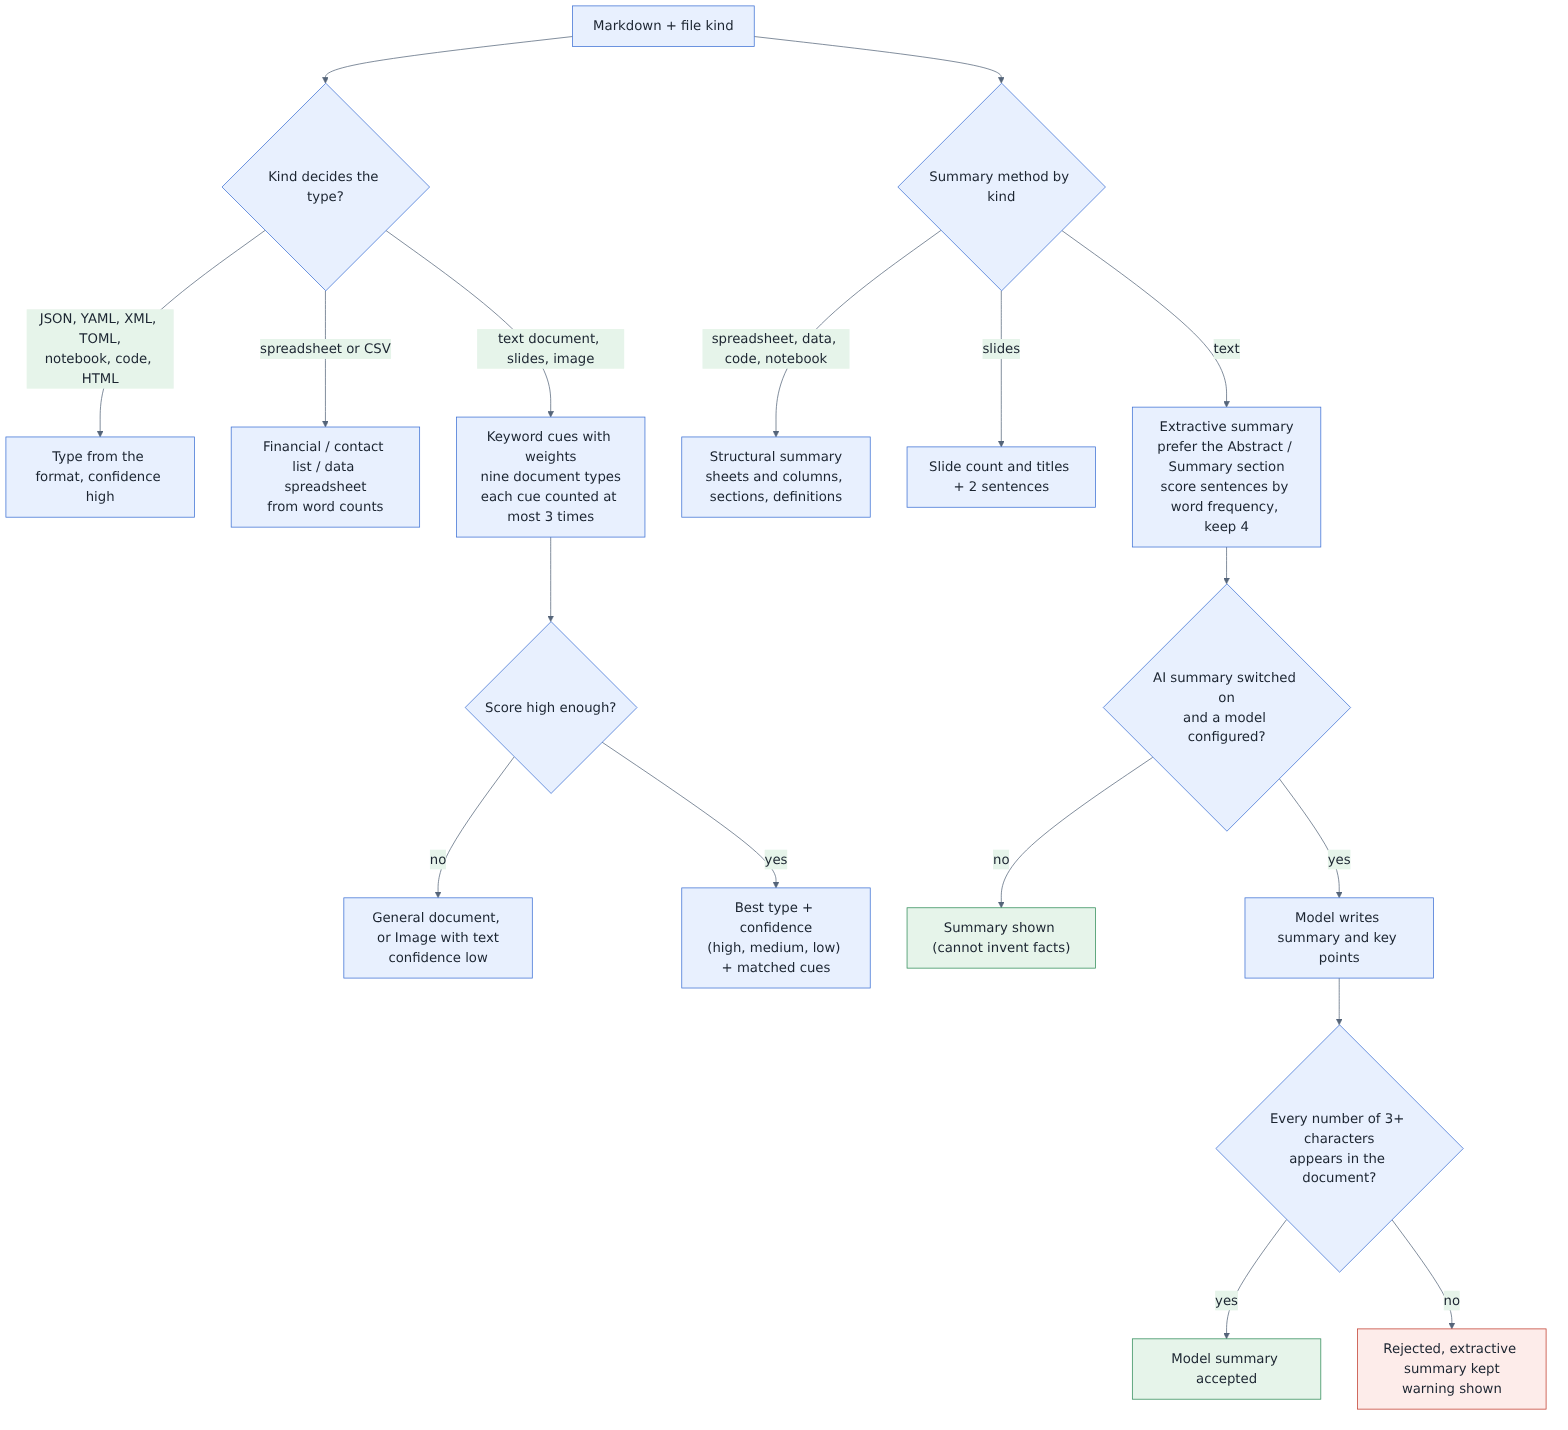 Markdown + file kind
Kind decides the
type?
Summary method by
kind
JSON, YAML, XML,
TOML,
notebook, code,
HTML
spreadsheet or CSV
text document,
slides, image
spreadsheet, data,
code, notebook
slides
text
Type from the
format, confidence
high
Financial / contact
list / data
spreadsheet
from word counts
Keyword cues with
weights
nine document types
each cue counted at
most 3 times
Structural summary
sheets and columns,
sections, definitions
Slide count and titles
+ 2 sentences
Extractive summary
prefer the Abstract /
Summary section
score sentences by
word frequency,
keep 4
Score high enough?
AI summary switched
on
and a model
configured?
no
yes
no
yes
General document,
or Image with text
confidence low
Best type +
confidence
(high, medium, low)
+ matched cues
Summary shown
(cannot invent facts)
Model writes
summary and key
points
Every number of 3+
characters
appears in the
document?
yes
no
Model summary
accepted
Rejected, extractive
summary kept
warning shown